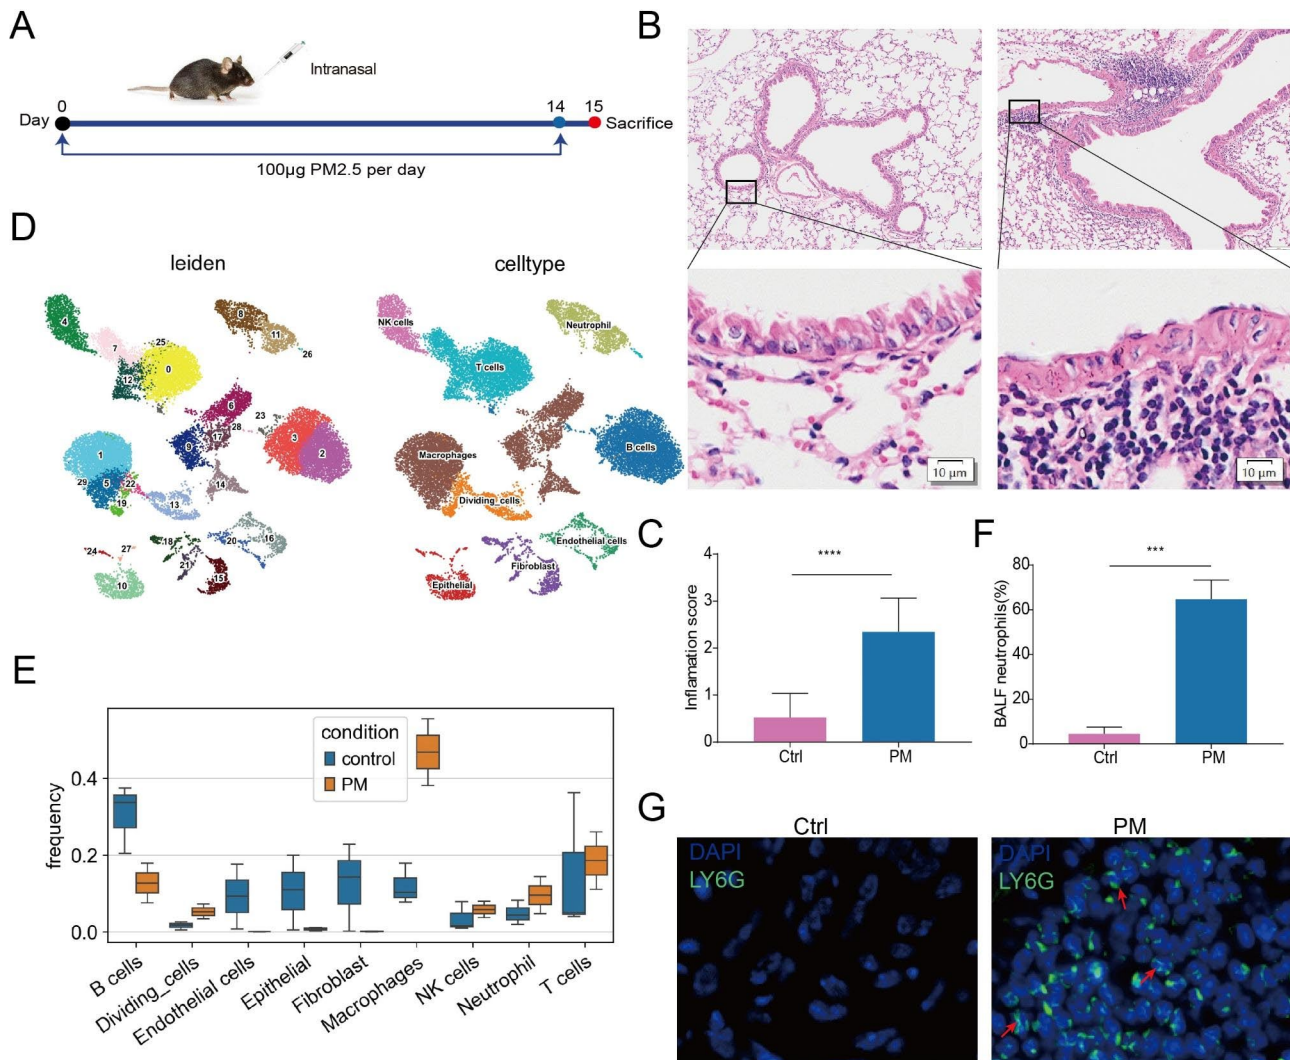 A
Intranasal
0
14
15
Day
Sacrifice
100μg PM2.5 per day
B
10 μm
10 μm
D
leiden
4
7
25
0
12
8
11
26
6
23
28
17
9
3
2
1
29
5
22
19
14
13
24
27
10
18
21
15
20
16
celltype
NK cells
T cells
Neutrophil
Macrophages
B cells
Dividing_cells
Endothelial cells
Fibroblast
Epithelial
C
Inflamation score
4
3
2
1
0
****
Ctrl
PM
F
BALF neutrophils(%)
80
60
40
20
0
***
Ctrl
PM
E
frequency
0.4
0.2
0.0
condition
control
PM
B cells
Dividing_cells
Endothelial cells
Epithelial
Fibroblast
Macrophages
NK cells
Neutrophil
T cells
G
Ctrl
DAPI
LY6G
PM
DAPI
LY6G